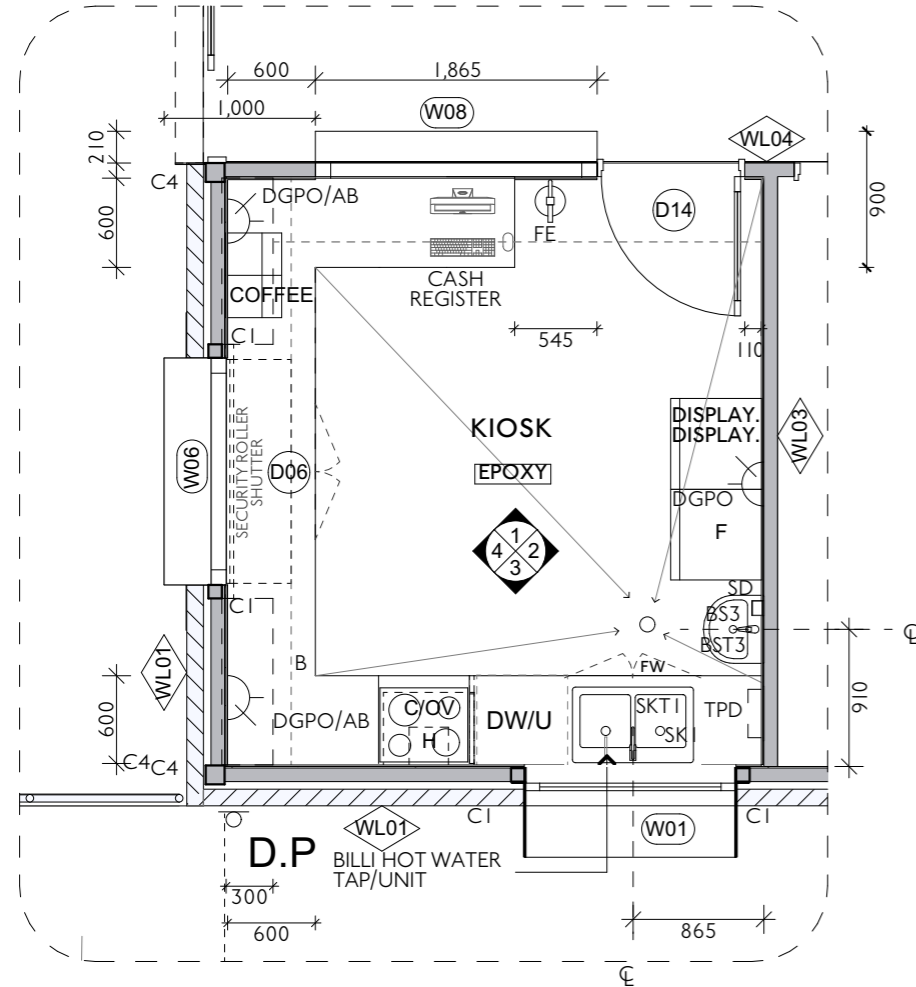 600
1,865
1,000
W08
WL04
210
C4
DGPO/AB
600
FE
D14
900
CASH
REGISTER
COFFEE
C1
545
110
KIOSK
EPOXY
DISPLAY.
DISPLAY.
WL03
W06
SECURITY ROLLER
SHUTTER
D06
DGPO
F
1
4
2
3
SD
C1
BS3
BST3
℄
B
FW
WL01
600
DGPO/AB
C/OV
H
DW/U
SKT1
SK1
TPD
910
C4
C4
WL01
C1
W01
C1
D.P
BILLI HOT WATER
TAP/UNIT
300
600
865
℄